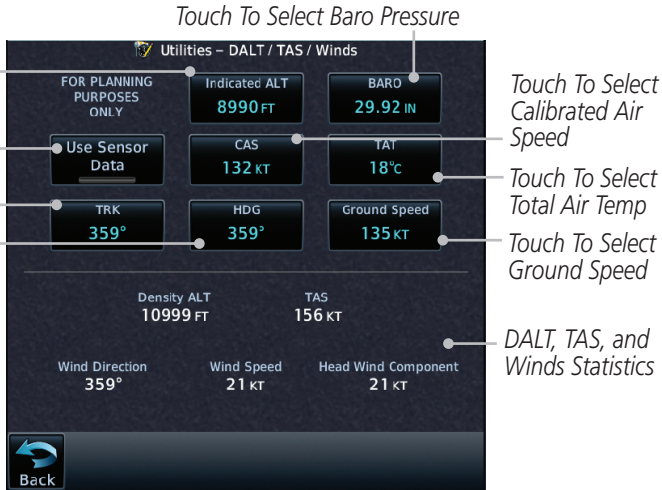 Touch To Select Baro Pressure
Utilities – DALT / TAS / Winds
FOR PLANNING
PURPOSES
ONLY
Indicated ALT
8990 FT
BARO
29.92 IN
Touch To Select
Calibrated Air
Speed
Use Sensor
Data
CAS
132 KT
TAT
18°C
Touch To Select
Total Air Temp
TRK
359°
HDG
359°
Ground Speed
135 KT
Touch To Select
Ground Speed
Density ALT
10999 FT
TAS
156 KT
DALT, TAS, and
Winds Statistics
Wind Direction
359°
Wind Speed
21 KT
Head Wind Component
21 KT
Back